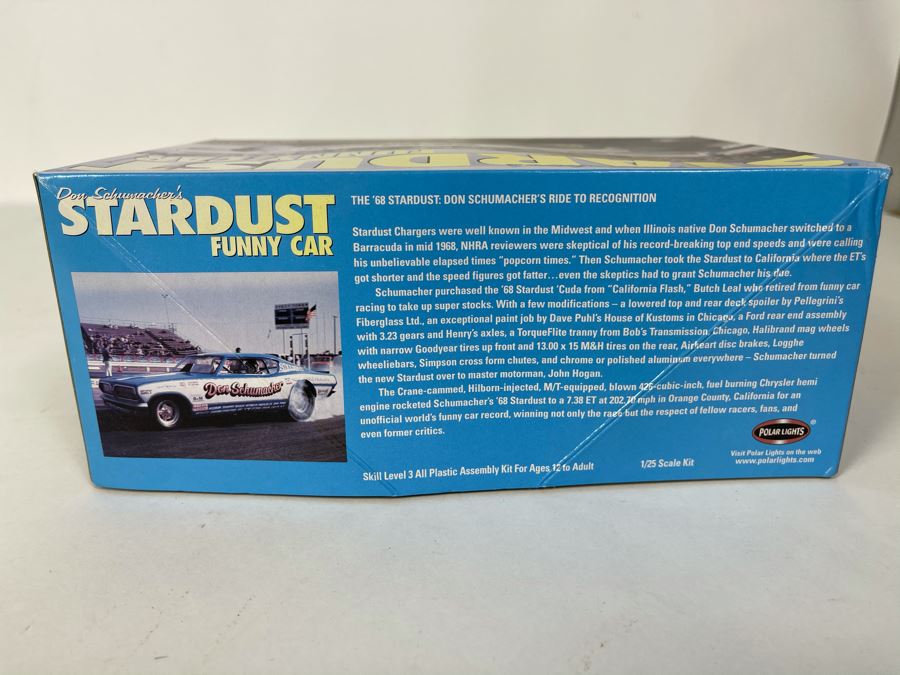 Don Schumacher's
STARDUST
FUNNY CAR
THE '68 STARDUST: DON SCHUMACHER'S RIDE TO RECOGNITION
Stardust Chargers were well known in the Midwest and when Illinois native Don Schumacher switched to a
Barracuda in mid 1968, NHRA reviewers were skeptical of his record-breaking top end speeds and were calling
his unbelievable elapsed times "popcorn times." Then Schumacher took the Stardust to California where the ET's
got shorter and the speed figures got fatter…even the skeptics had to grant Schumacher his due.
Schumacher purchased the '68 Stardust 'Cuda from "California Flash," Butch Leal who retired from funny car
racing to take up super stocks. With a few modifications – a lowered top and rear deck spoiler by Pellegrini's
Fiberglass Ltd., an exceptional paint job by Dave Puhl's House of Kustoms in Chicago, a Ford rear end assembly
with 3.23 gears and Henry's axles, a TorqueFlite tranny from Bob's Transmission, Chicago, Halibrand mag wheels
with narrow Goodyear tires up front and 13.00 x 15 M&H tires on the rear, Airheart disc brakes, Logghe
wheeliebars, Simpson cross form chutes, and chrome or polished aluminum everywhere – Schumacher turned
the new Stardust over to master motorman, John Hogan.
The Crane-cammed, Hilborn-injected, M/T-equipped, blown 426-cubic-inch, fuel burning Chrysler hemi
engine rocketed Schumacher's '68 Stardust to a 7.38 ET at 202.70 mph in Orange County, California for an
unofficial world's funny car record, winning not only the race but the respect of fellow racers, fans, and
even former critics.
Don Schumacher
POLAR LIGHTS ®
Visit Polar Lights on the web
www.polarlights.com
Skill Level 3 All Plastic Assembly Kit For Ages 12 to Adult
1/25 Scale Kit